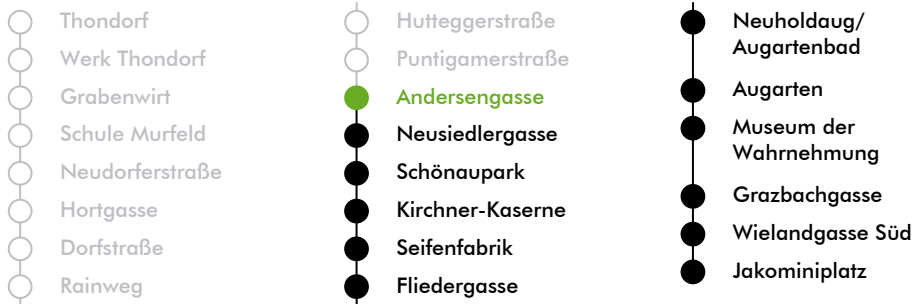 Thondorf
Werk Thondorf
Grabenwirt
Schule Murfeld
Neudorferstraße
Hortgasse
Dorfstraße
Rainweg
Hutteggerstraße
Puntigamerstraße
Andersengasse
Neusiedlergasse
Schönaupark
Kirchner-Kaserne
Seifenfabrik
Fliedergasse
Neuholdaug/
Augartenbad
Augarten
Museum der
Wahrnehmung
Grazbachgasse
Wielandgasse Süd
Jakominiplatz